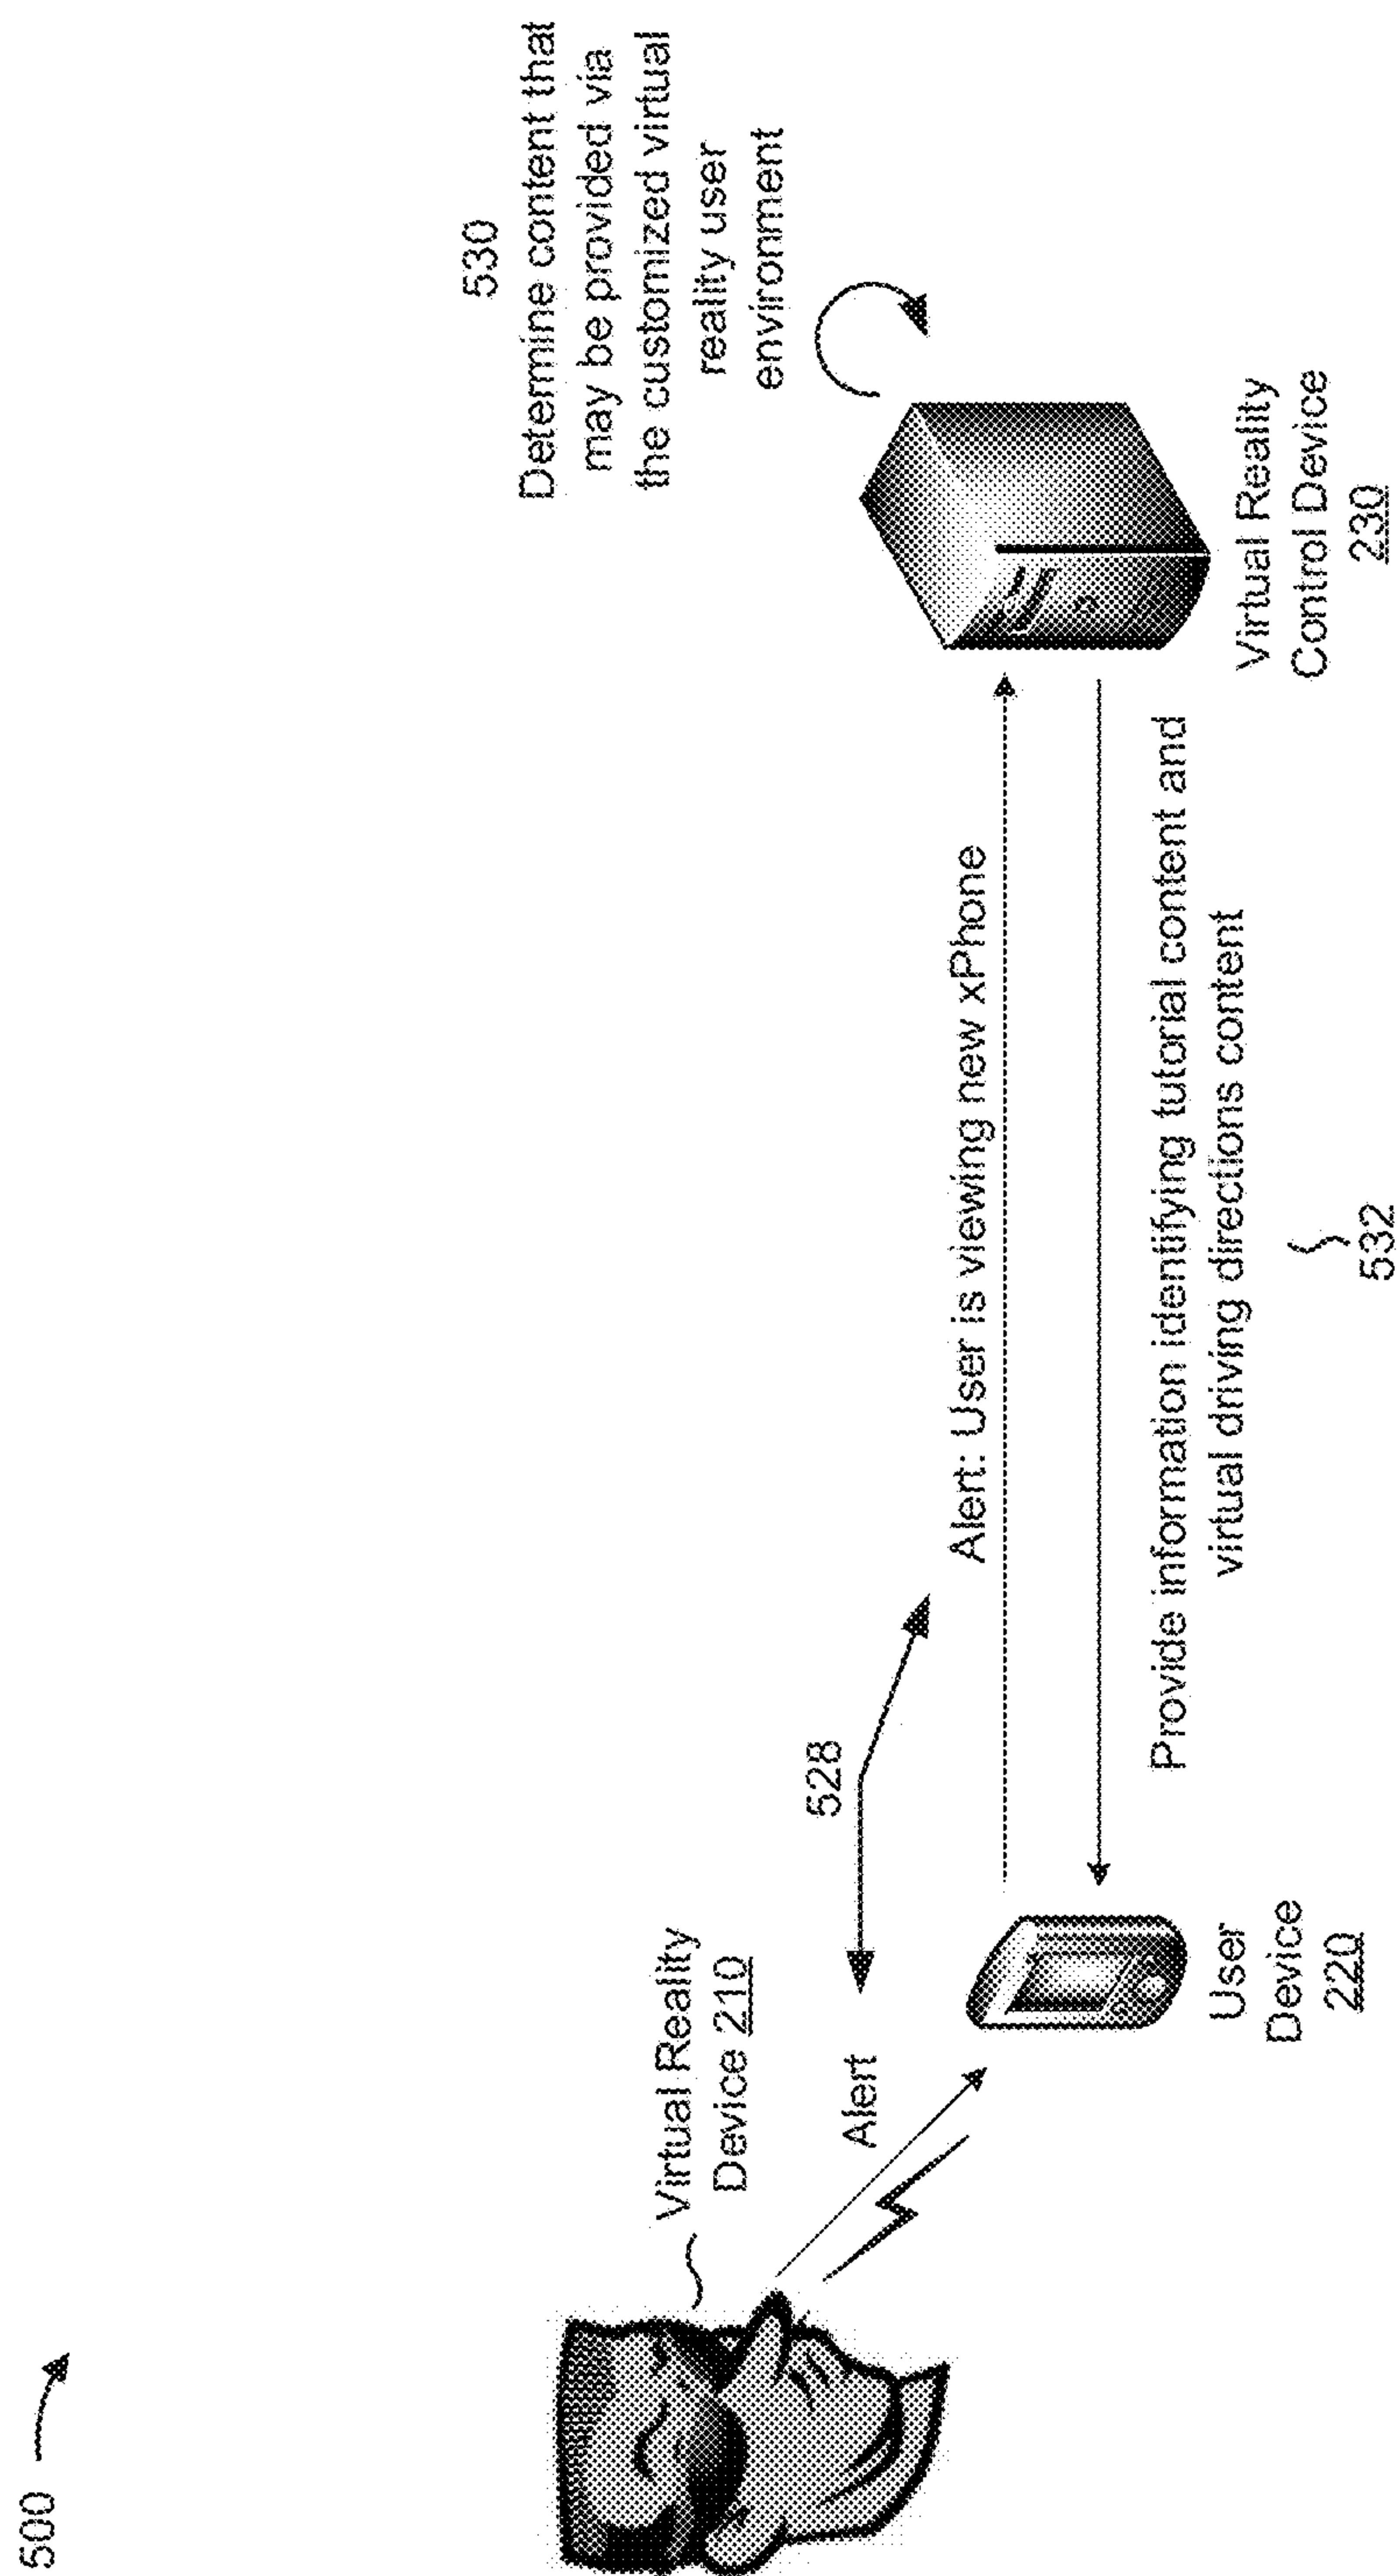 500
530
Determine content that
may be provided via
the customized virtual
reality user
environment
Virtual Reality
Device 210
528
Alert
Alert: User is viewing new xPhone
Provide information identifying tutorial content and
virtual driving directions content
532
User
Device
220
Virtual Reality
Control Device
230